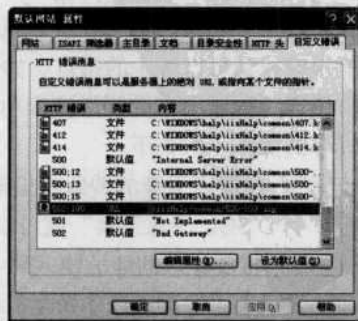 默认网站 属性
网站 ISAPI 筛选器 主目录 文档 目录安全性 HTTP 头 自定义错误
HTTP 错误消息
自定义错误消息可以是服务器上的绝对 URL 或指向某个文件的指针。
HTTP 错误 类型 内容
407 文件 C:\WINDOWS\help\iisHelp\common\407.h
412 文件 C:\WINDOWS\help\iisHelp\common\412.h
414 文件 C:\WINDOWS\help\iisHelp\common\414.h
500 默认值 "Internal Server Error"
500;12 文件 C:\WINDOWS\help\iisHelp\common\500-.
500;13 文件 C:\WINDOWS\help\iisHelp\common\500-.
500;15 文件 C:\WINDOWS\help\iisHelp\common\500-.
501 默认值 "Not Implemented"
502 默认值 "Bad Gateway"
编辑属性(I)... 设为默认值(S)
确定 取消 应用(A) 帮助